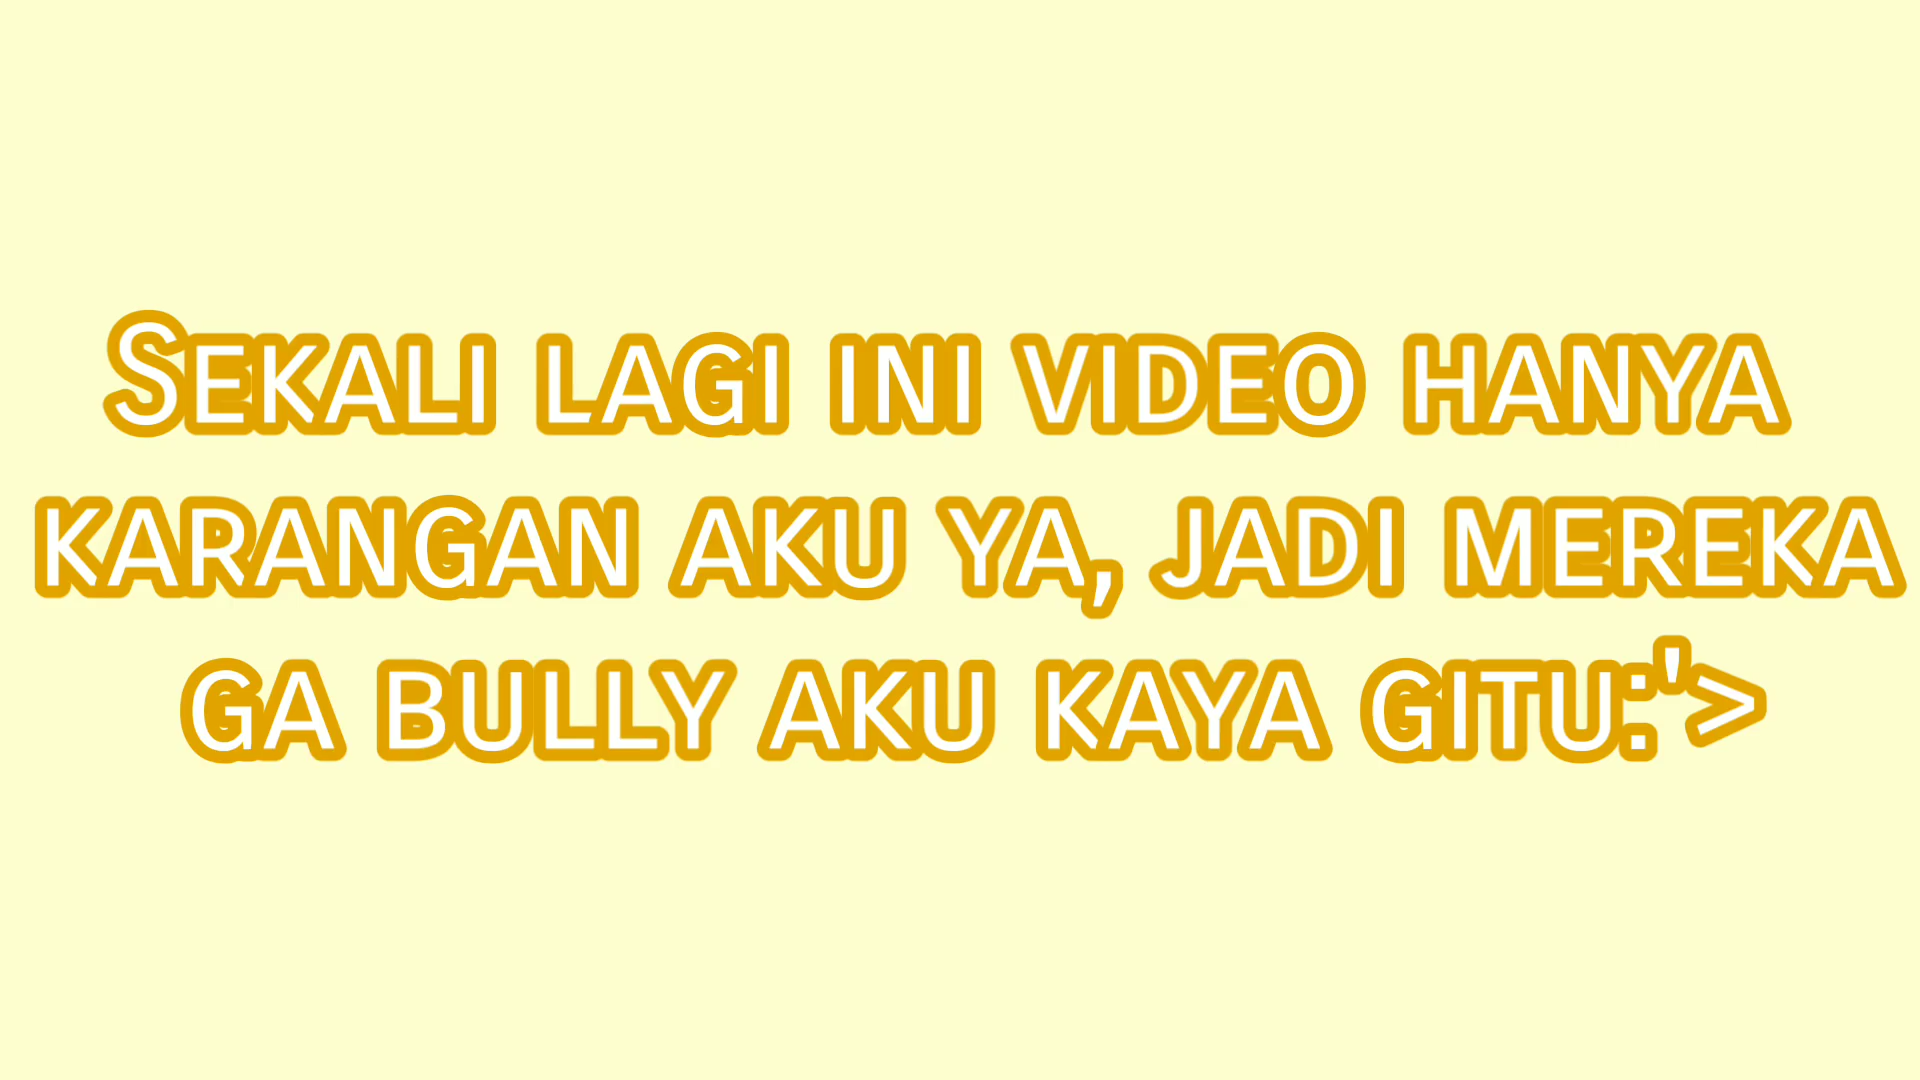 Sekali lagi ini video hanya
karangan aku ya, jadi mereka
ga bully aku kaya gitu:'>